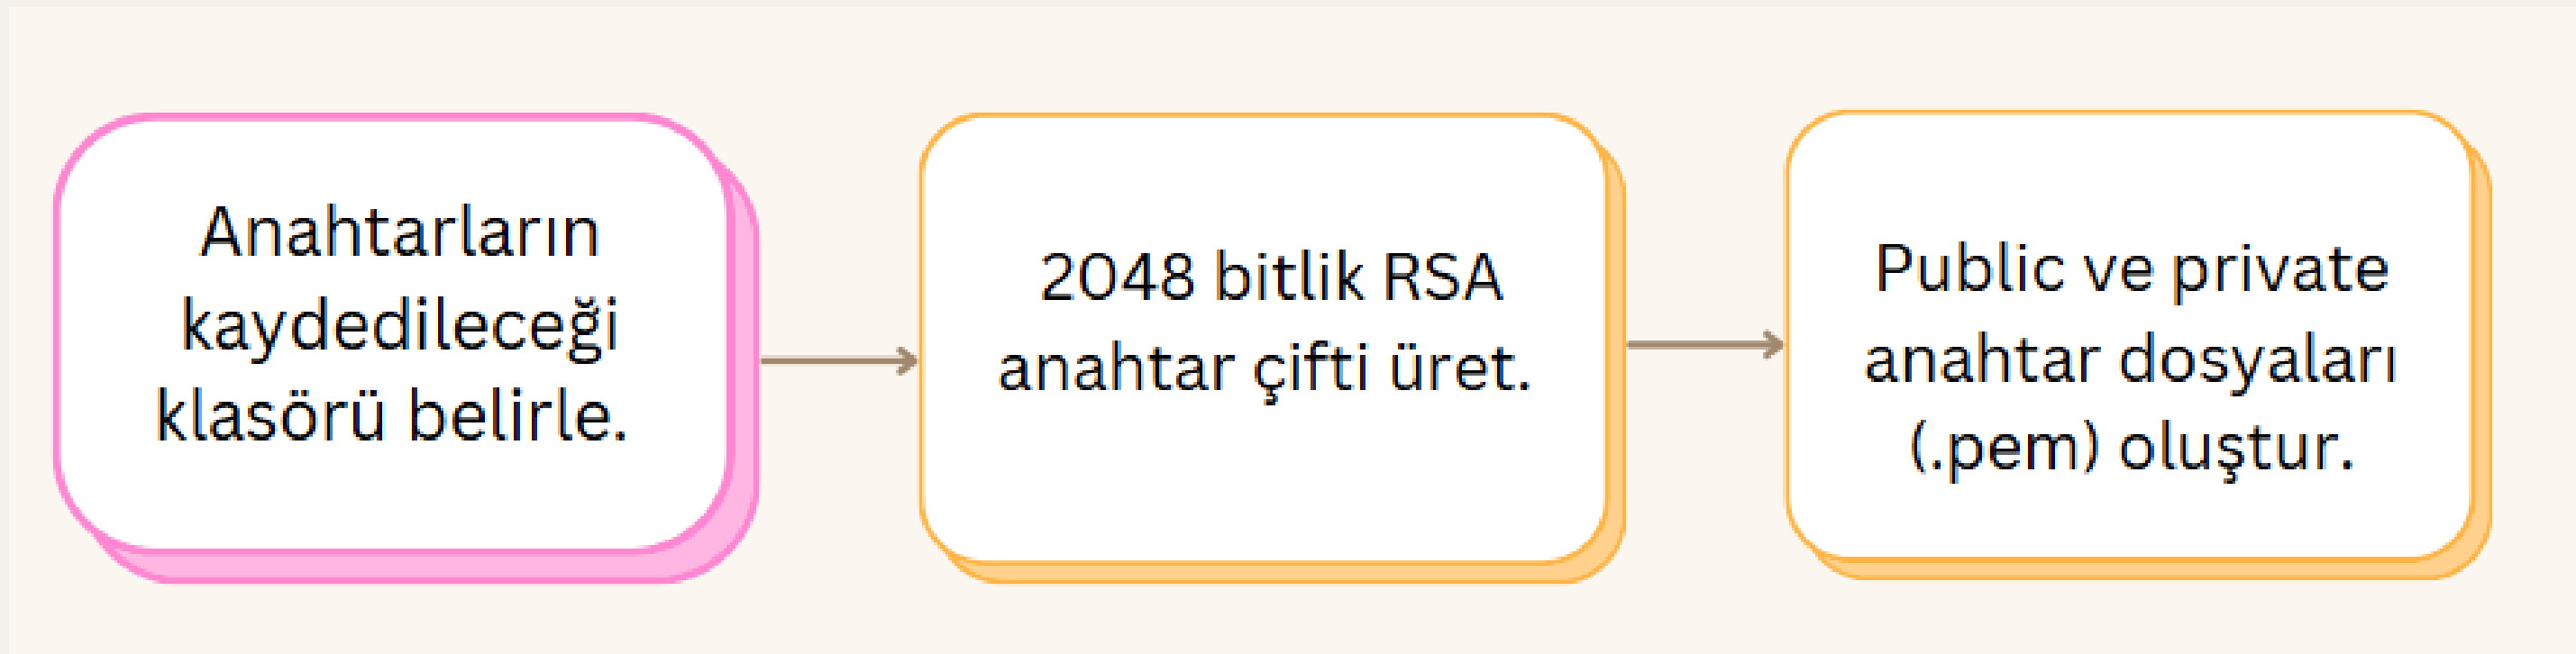 Anahtarların
kaydedileceği
klasörü belirle.
2048 bitlik RSA
anahtar çifti üret.
Public ve private
anahtar dosyaları
(.pem) oluştur.